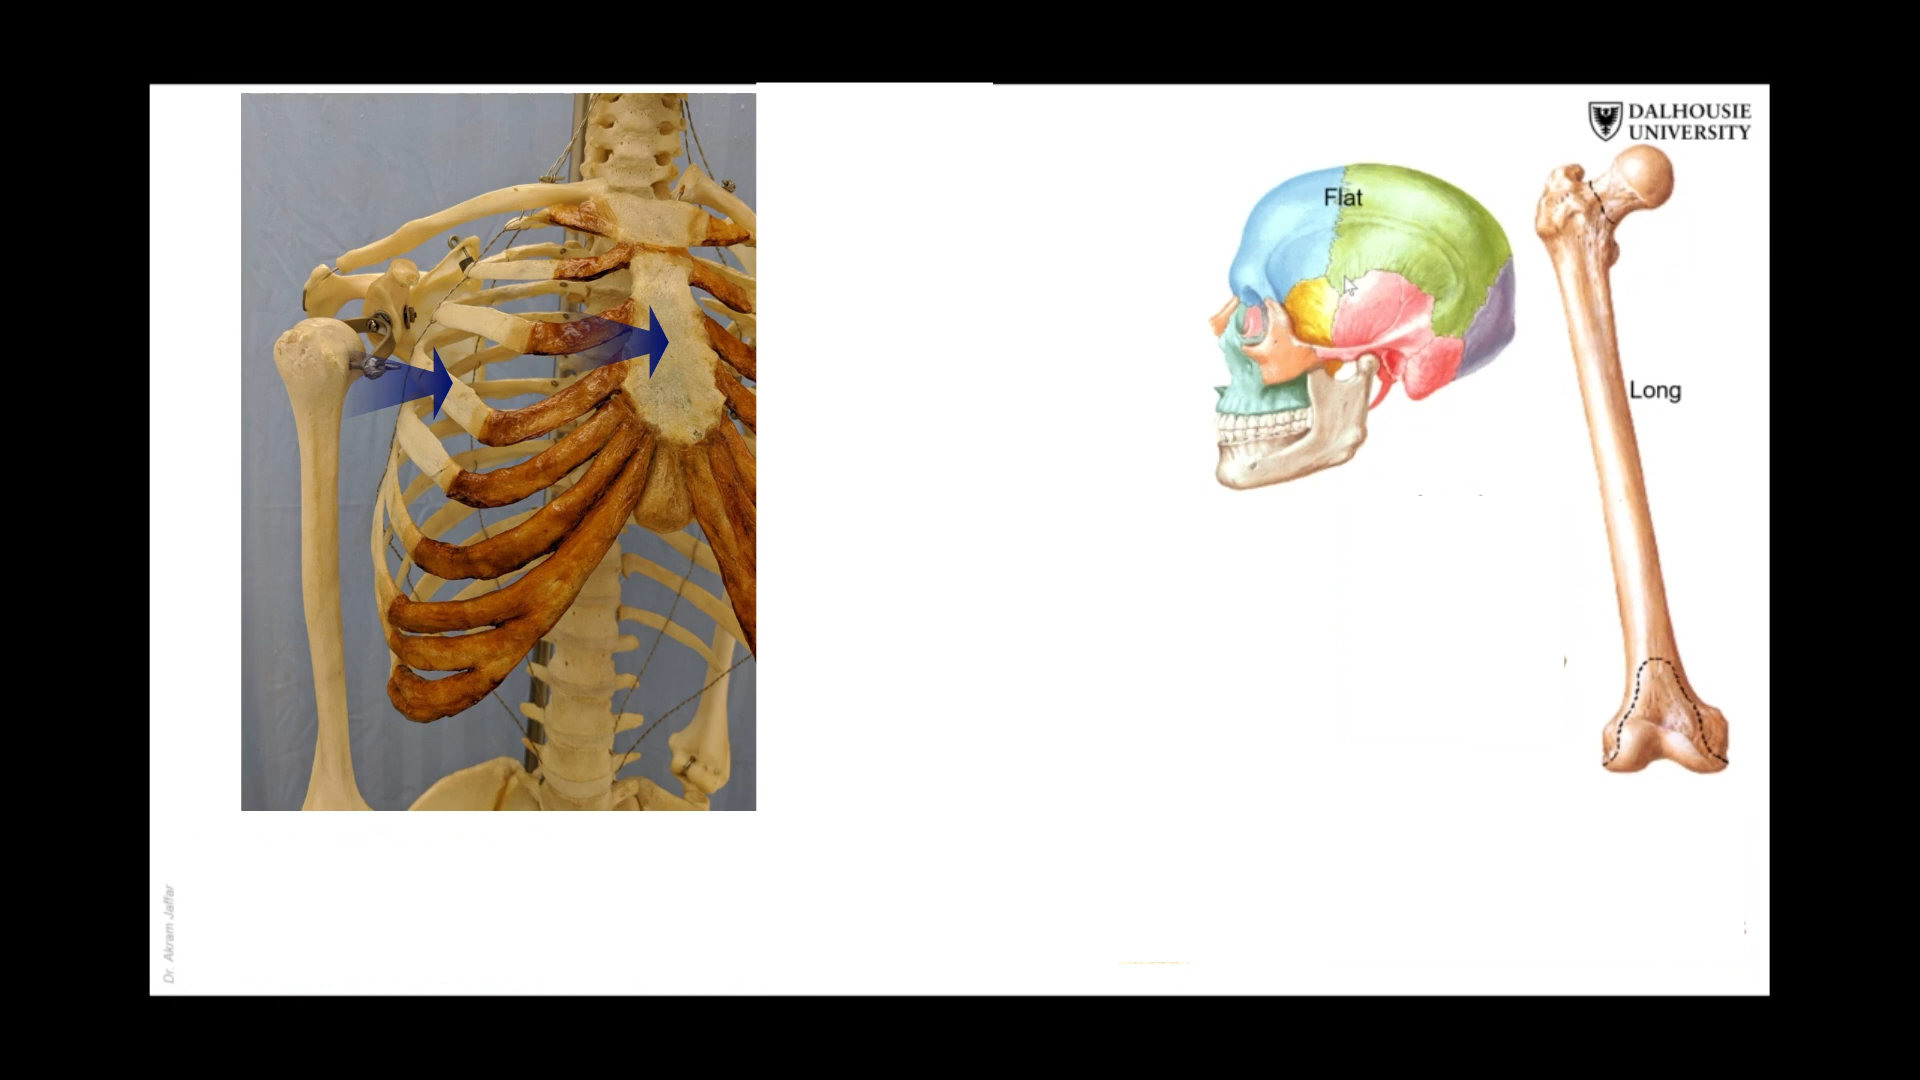 DALHOUSIE
UNIVERSITY
Flat
Long
Dr. Akram Jaffar